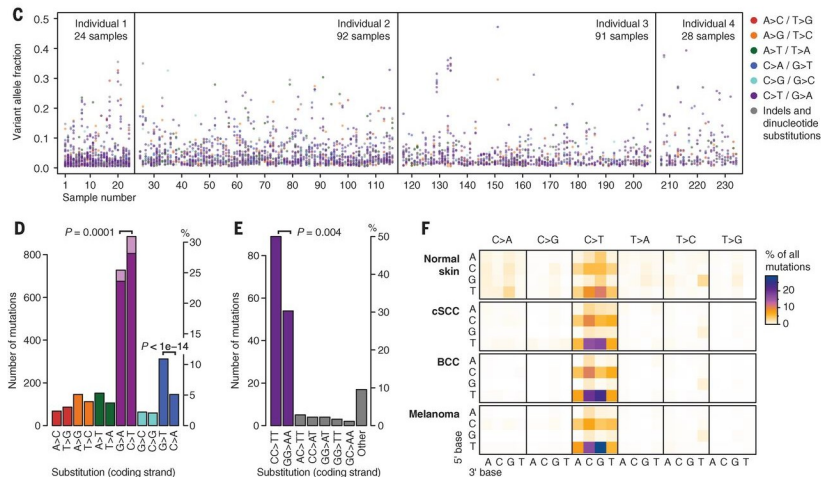 C
Variant allele fraction
0.5
0.4
0.3
0.2
0.1
0.0
Individual 1
24 samples
Individual 2
92 samples
Individual 3
91 samples
Individual 4
28 samples
1 10 20 30 40 50 60 70 80 90 100 110 120 130 140 150 160 170 180 190 200 210 220 230
Sample number
A>C / T>G
A>G / T>C
A>T / T>A
C>A / G>T
C>G / G>C
C>T / G>A
Indels and
dinucleotide
substitutions
D
P = 0.0001
%
P < 1e−14
Number of mutations
800
600
400
200
0
30
25
20
15
10
5
0
A>C
T>G
A>G
T>C
A>T
T>A
G>A
C>T
G>C
C>G
G>T
C>A
Substitution (coding strand)
E
P = 0.004
%
Number of mutations
80
60
40
20
0
50
40
30
20
10
0
CC>TT
GG>AA
AC>TT
CC>AT
GG>AT
GG>TT
GC>AA
Other
Substitution (coding strand)
F
C>A C>G C>T T>A T>C T>G
Normal
skin
A
C
G
T
cSCC
A
C
G
T
BCC
A
C
G
T
Melanoma
A
C
G
T
5' base
A C G T A C G T A C G T A C G T A C G T A C G T
3' base
% of all
mutations
20
10
0